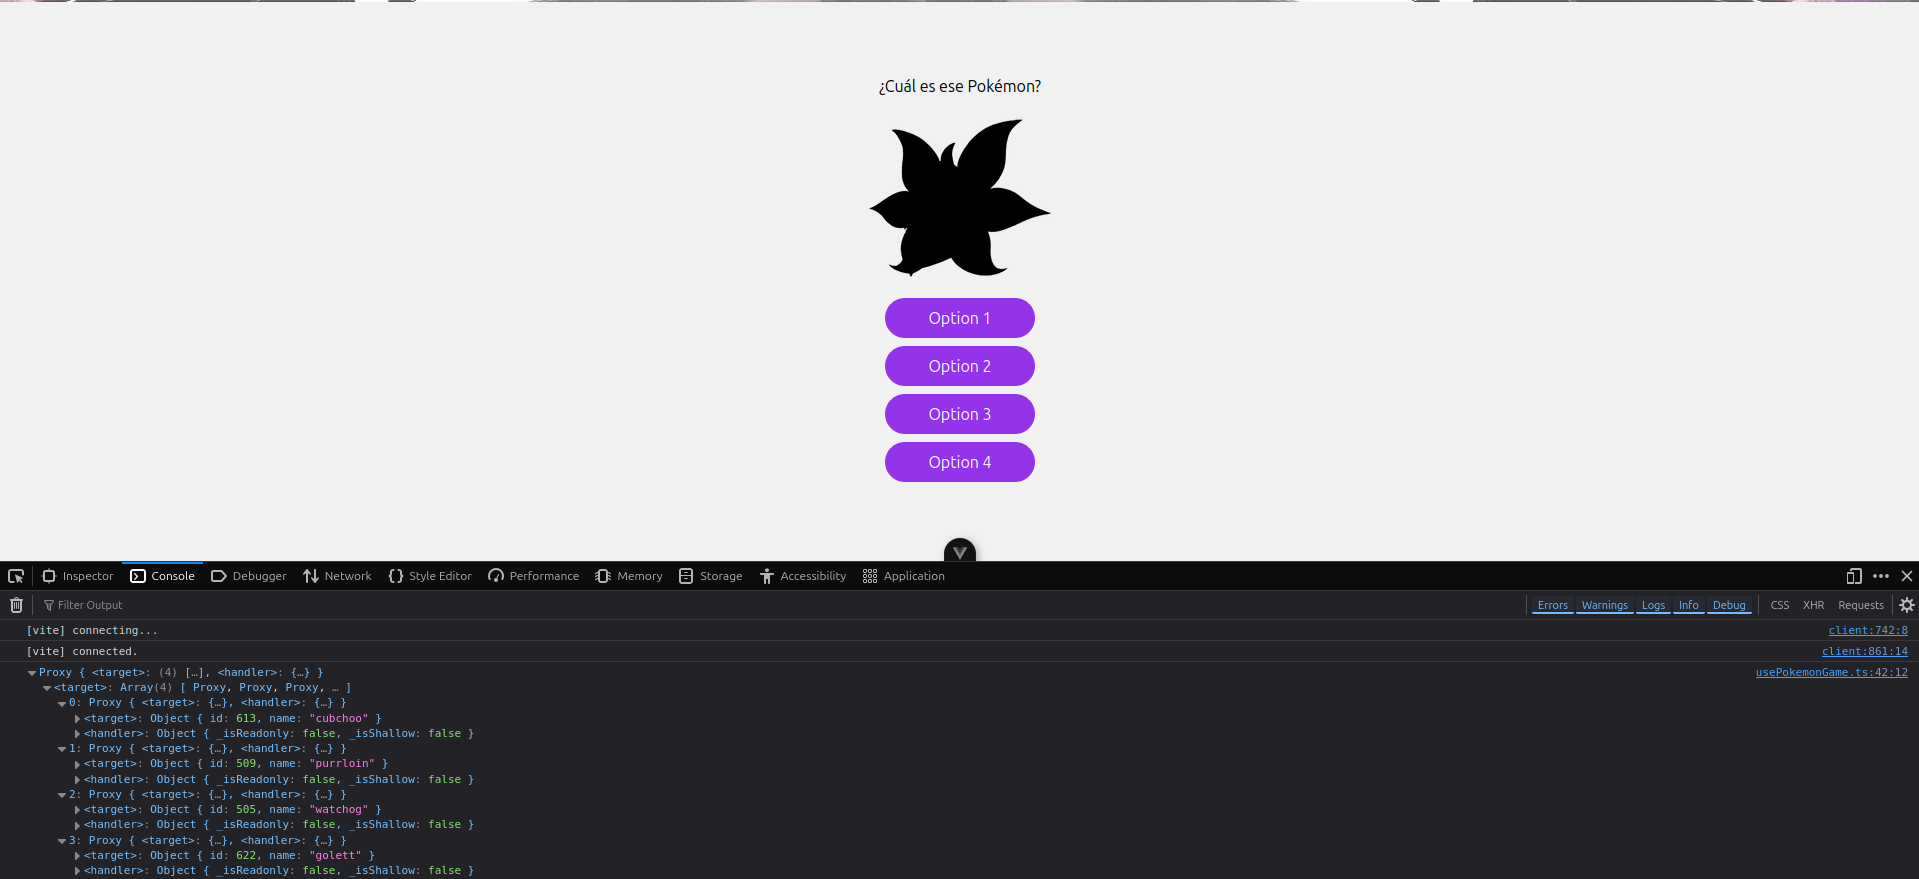 ¿Cuál es ese Pokémon?
Option 1
Option 2
Option 3
Option 4
Inspector Console Debugger Network Style Editor Performance Memory Storage Accessibility Application
Filter Output Errors Warnings Logs Info Debug CSS XHR Requests
[vite] connecting... client:742:8
[vite] connected. client:861:14
Proxy { <target>: (4) […], <handler>: {…} } usePokemonGame.ts:42:12
<target>: Array(4) [ Proxy, Proxy, Proxy, … ]
0: Proxy { <target>: {…}, <handler>: {…} }
<target>: Object { id: 613, name: "cubchoo" }
<handler>: Object { _isReadonly: false, _isShallow: false }
1: Proxy { <target>: {…}, <handler>: {…} }
<target>: Object { id: 509, name: "purrloin" }
<handler>: Object { _isReadonly: false, _isShallow: false }
2: Proxy { <target>: {…}, <handler>: {…} }
<target>: Object { id: 505, name: "watchog" }
<handler>: Object { _isReadonly: false, _isShallow: false }
3: Proxy { <target>: {…}, <handler>: {…} }
<target>: Object { id: 622, name: "golett" }
<handler>: Object { _isReadonly: false, _isShallow: false }